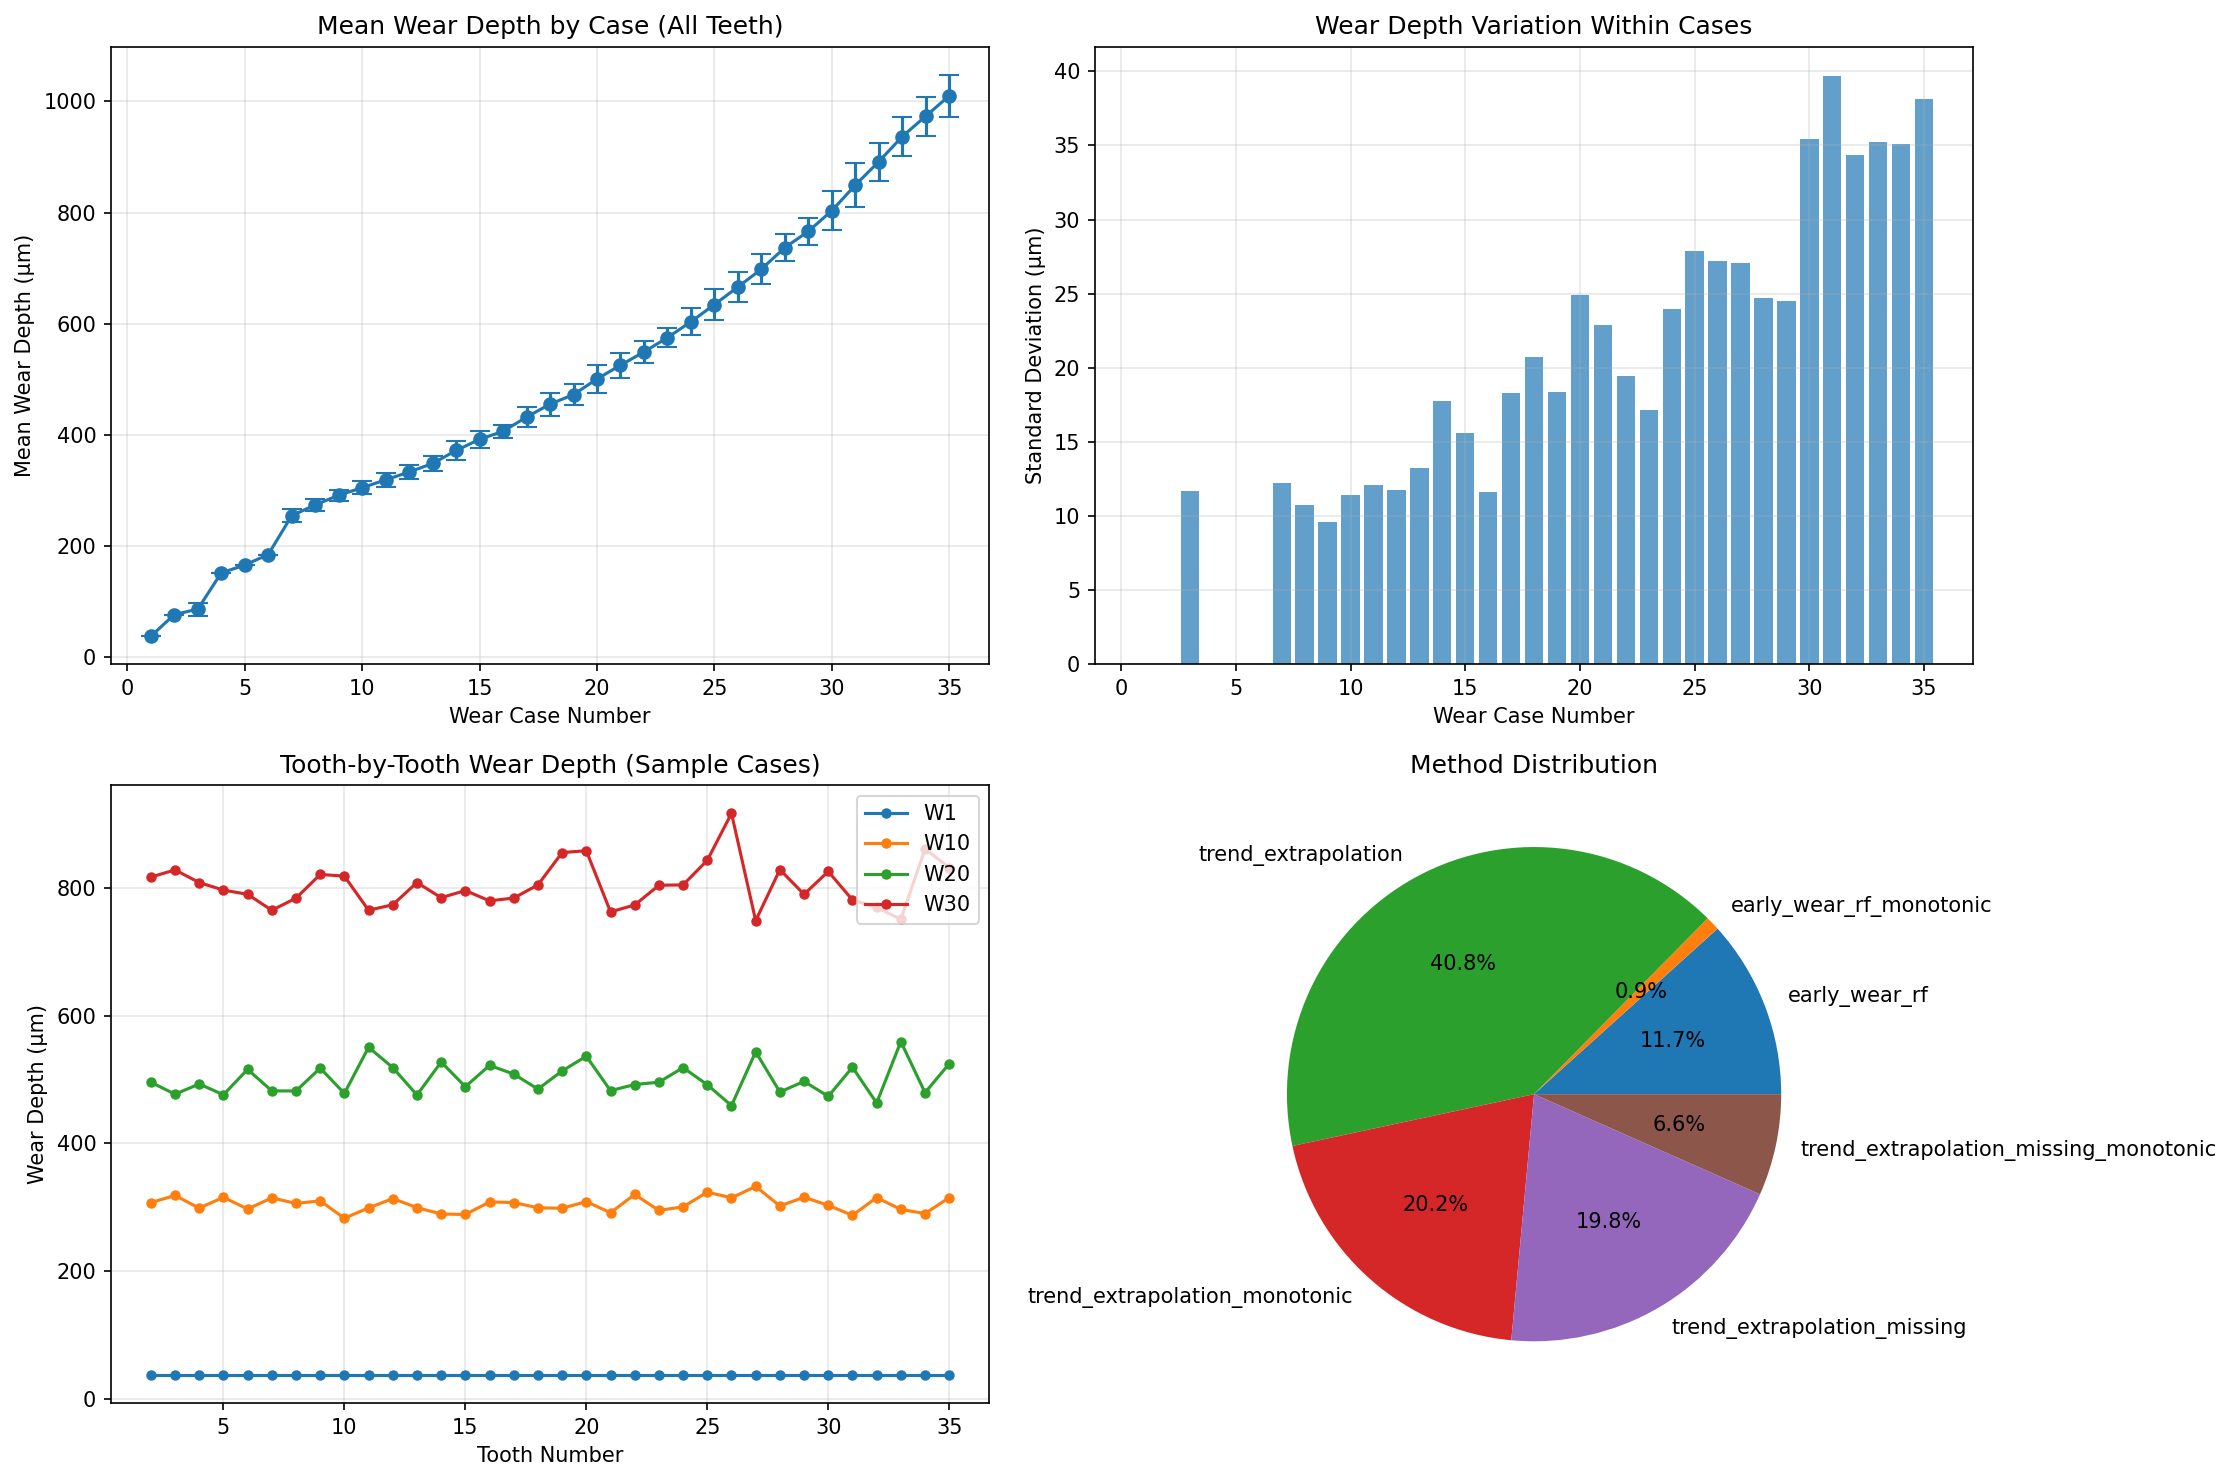 Mean Wear Depth by Case (All Teeth)
Mean Wear Depth (μm)
1000
800
600
400
200
0
0 5 10 15 20 25 30 35
Wear Case Number
Wear Depth Variation Within Cases
Standard Deviation (μm)
40
35
30
25
20
15
10
5
0
0 5 10 15 20 25 30 35
Wear Case Number
Tooth-by-Tooth Wear Depth (Sample Cases)
Wear Depth (μm)
W1
W10
W20
W30
800
600
400
200
0
5 10 15 20 25 30 35
Tooth Number
Method Distribution
trend_extrapolation
early_wear_rf_monotonic
early_wear_rf
40.8%
0.9%
11.7%
6.6%
trend_extrapolation_missing_monotonic
20.2%
19.8%
trend_extrapolation_monotonic
trend_extrapolation_missing